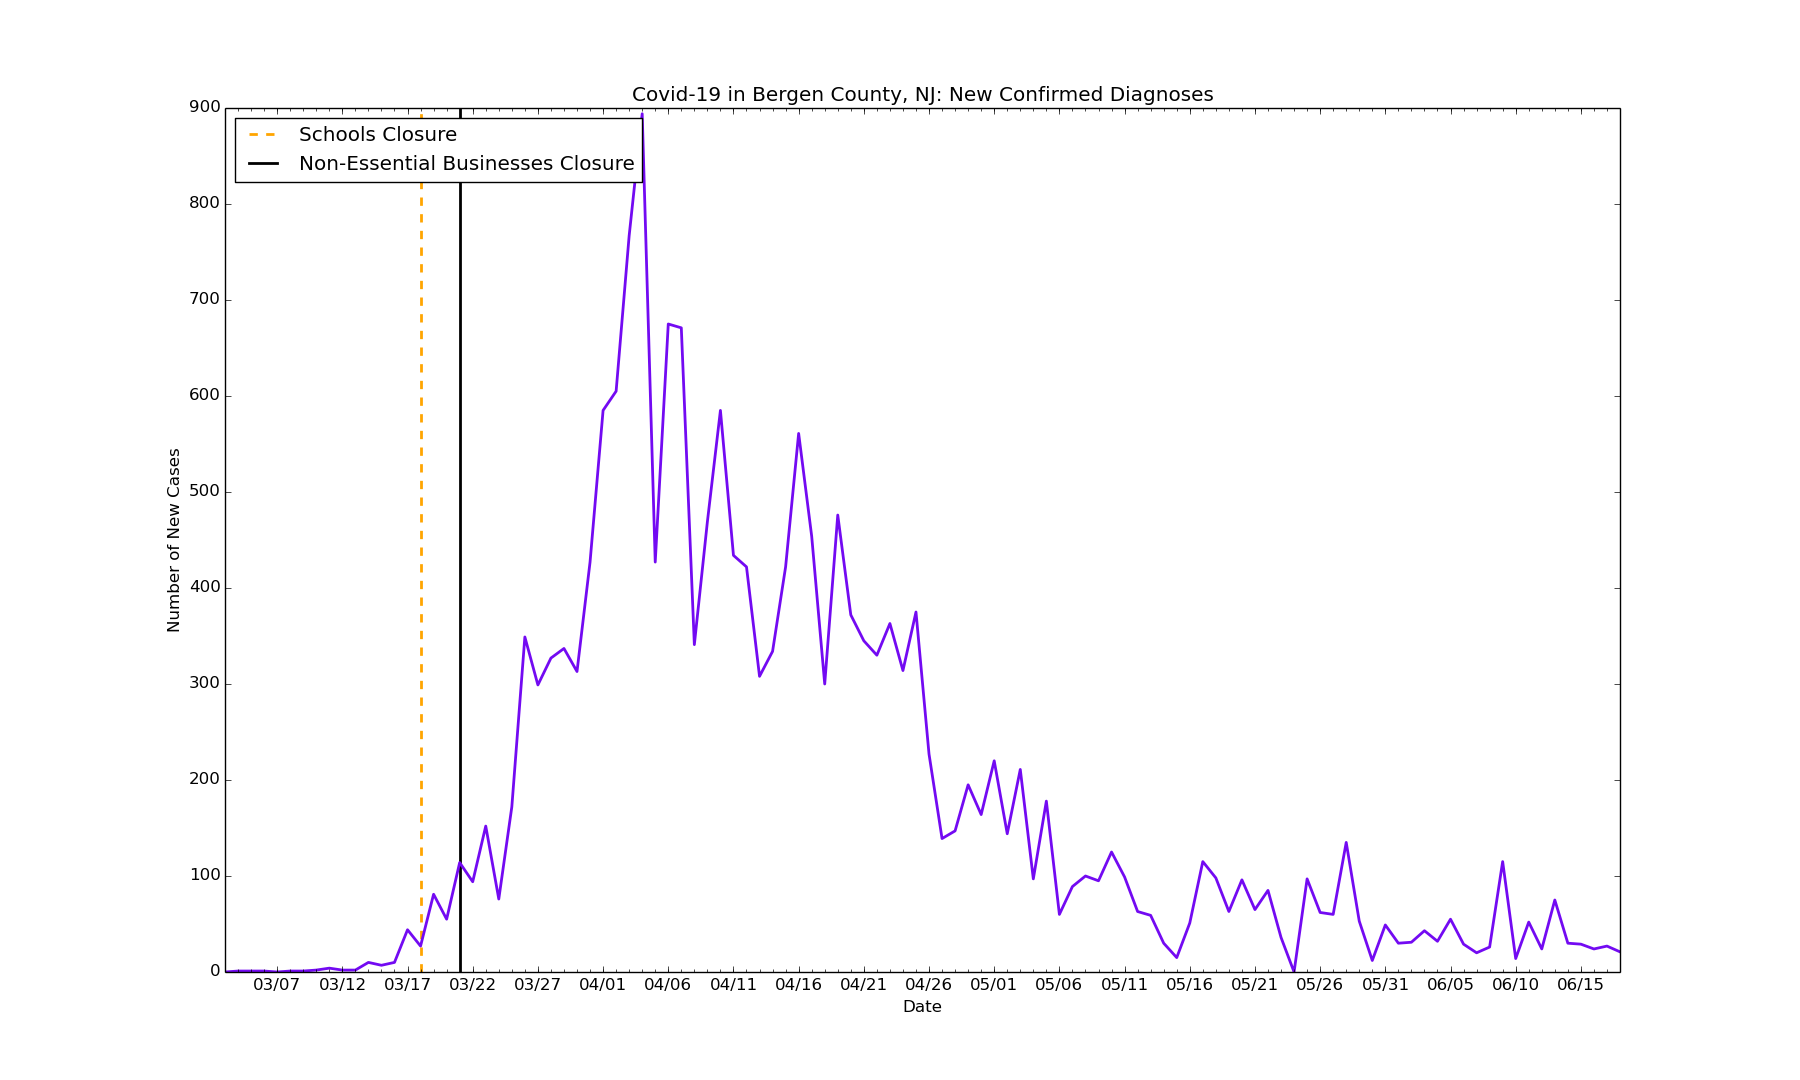 Covid-19 in Bergen County, NJ: New Confirmed Diagnoses
Schools Closure
Non-Essential Businesses Closure
Number of New Cases
900
800
700
600
500
400
300
200
100
0
03/07 03/12 03/17 03/22 03/27 04/01 04/06 04/11 04/16 04/21 04/26 05/01 05/06 05/11 05/16 05/21 05/26 05/31 06/05 06/10 06/15
Date